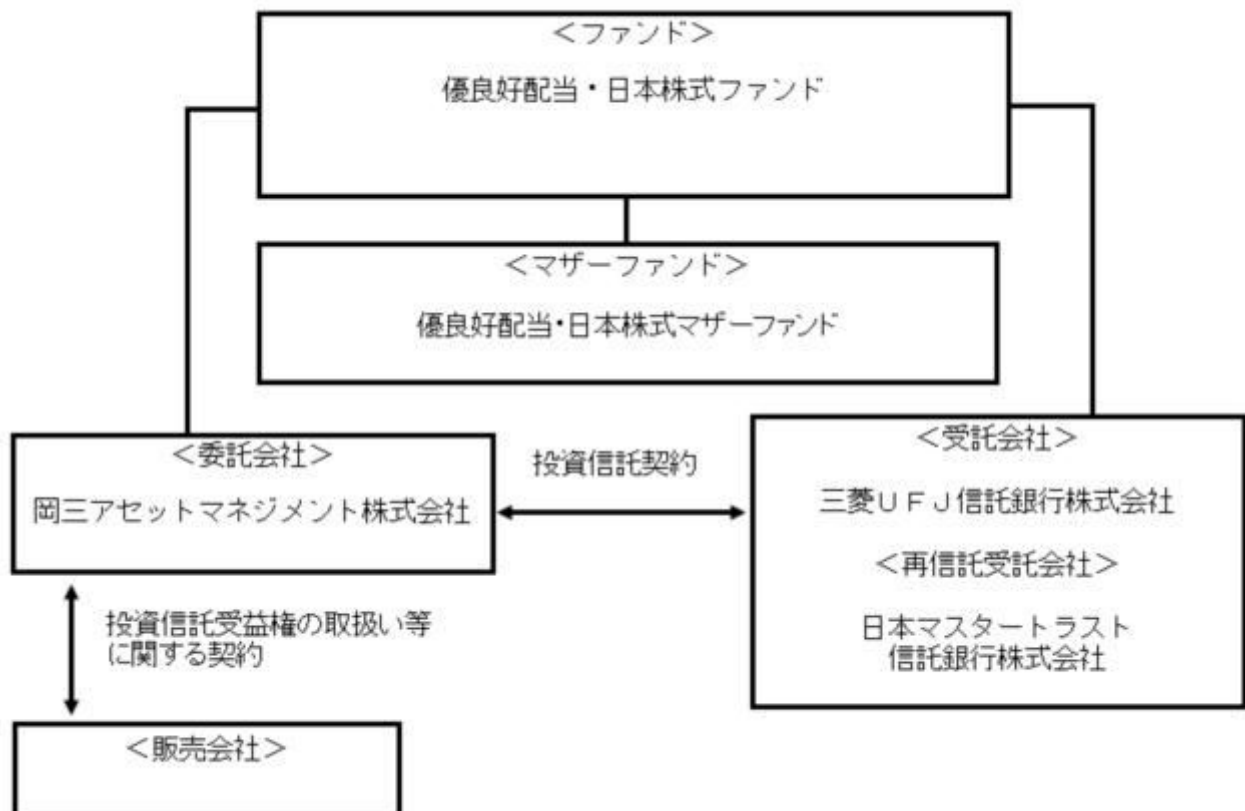 ＜ファンド＞
優良好配当・日本株式ファンド
＜マザーファンド＞
優良好配当･日本株式マザーファンド
＜委託会社＞
岡三アセットマネジメント株式会社
投資信託契約
＜受託会社＞
三菱ＵＦＪ信託銀行株式会社
＜再信託受託会社＞
日本マスタートラスト
信託銀行株式会社
投資信託受益権の取扱い等
に関する契約
＜販売会社＞